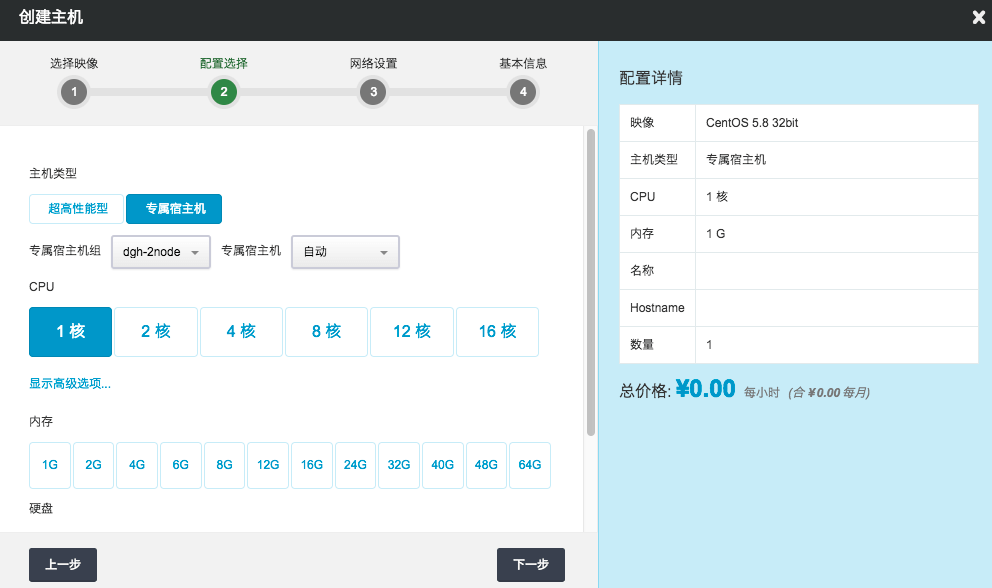 创建主机
选择映像 配置选择 网络设置 基本信息
1 2 3 4
主机类型
超高性能型 专属宿主机
专属宿主机组 dgh-2node 专属宿主机 自动
CPU
1 核 2 核 4 核 8 核 12 核 16 核
显示高级选项...
内存
1G 2G 4G 6G 8G 12G 16G 24G 32G 40G 48G 64G
硬盘
上一步 下一步
配置详情
映像 CentOS 5.8 32bit
主机类型 专属宿主机
CPU 1 核
内存 1 G
名称
Hostname
数量 1
总价格: ¥0.00 每小时 (合 ¥0.00 每月)